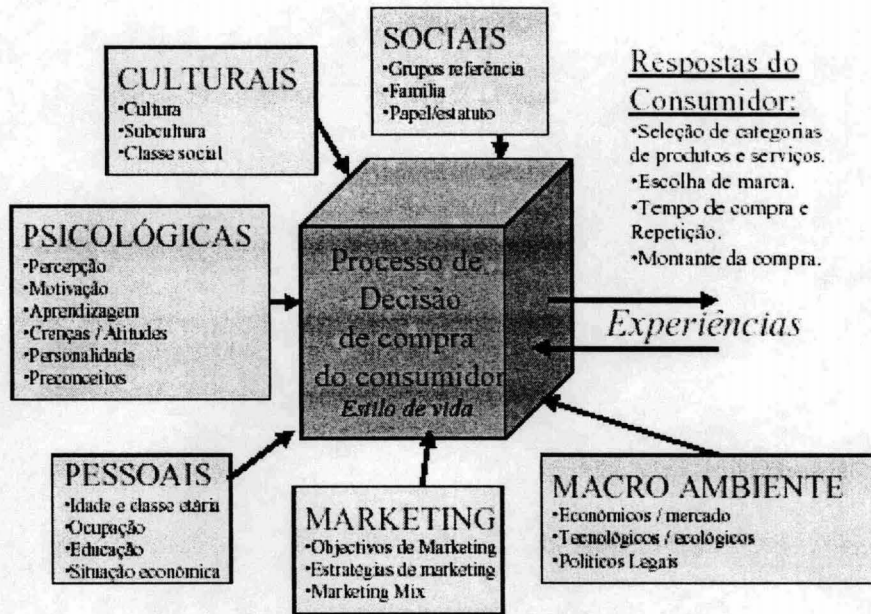 SOCIAIS
•Grupos referência
•Família
•Papel/estatuto
CULTURAIS
•Cultura
•Subcultura
•Classe social
Respostas do
Consumidor:
•Seleção de categorias
de produtos e serviços.
•Escolha de marca.
•Tempo de compra e
Repetição.
•Montante da compra.
PSICOLÓGICAS
•Percepção
•Motivação
•Aprendizagem
•Crenças / Atitudes
•Personalidade
•Preconceitos
Processo de
Decisão
de compra
do consumidor
Estilo de vida
Experiências
PESSOAIS
•Idade e classe etária
•Ocupação
•Educação
•Situação económica
MARKETING
•Objectivos de Marketing
•Estratégias de marketing
•Marketing Mix
MACRO AMBIENTE
•Económicos / mercado
•Tecnológicos / ecológicos
•Políticos Legais